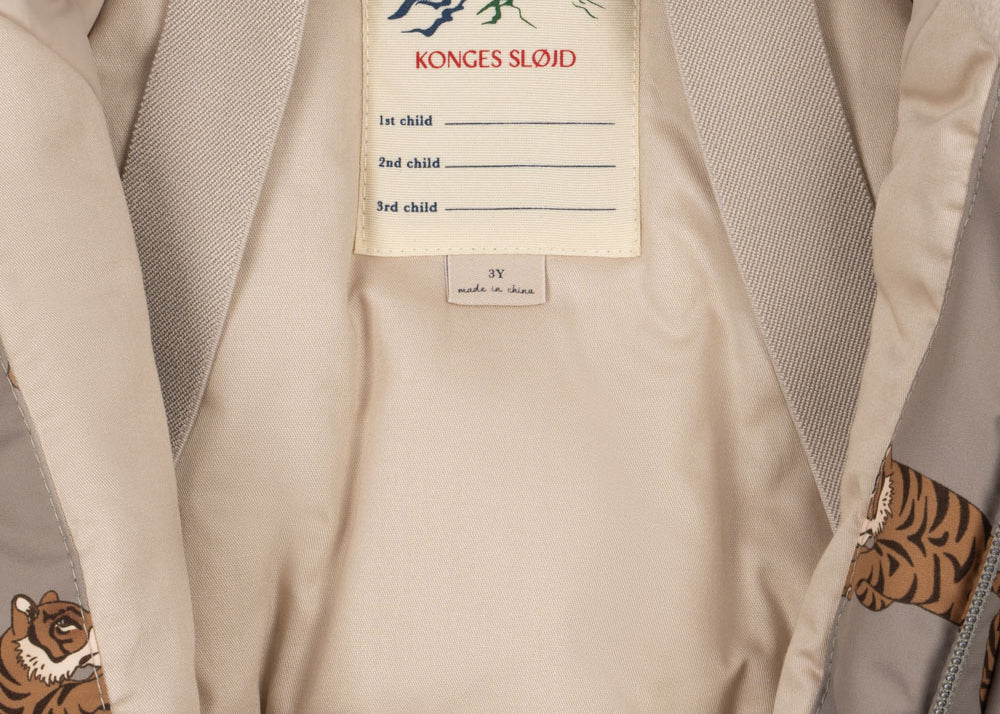 KONGES SLØJD
1st child
2nd child
3rd child
3Y
made in china